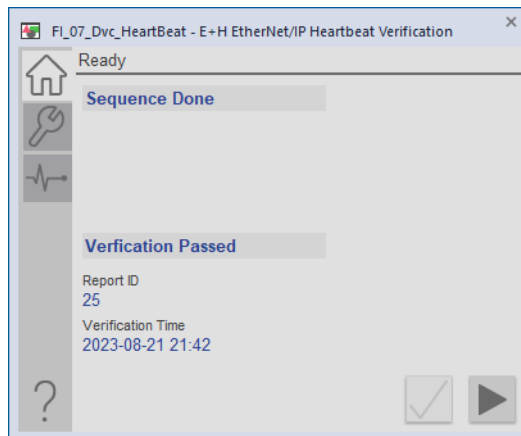 FI_07_Dvc_HeartBeat - E+H EtherNet/IP Heartbeat Verification
Ready
Sequence Done
Verfication Passed
Report ID
25
Verification Time
2023-08-21 21:42
?